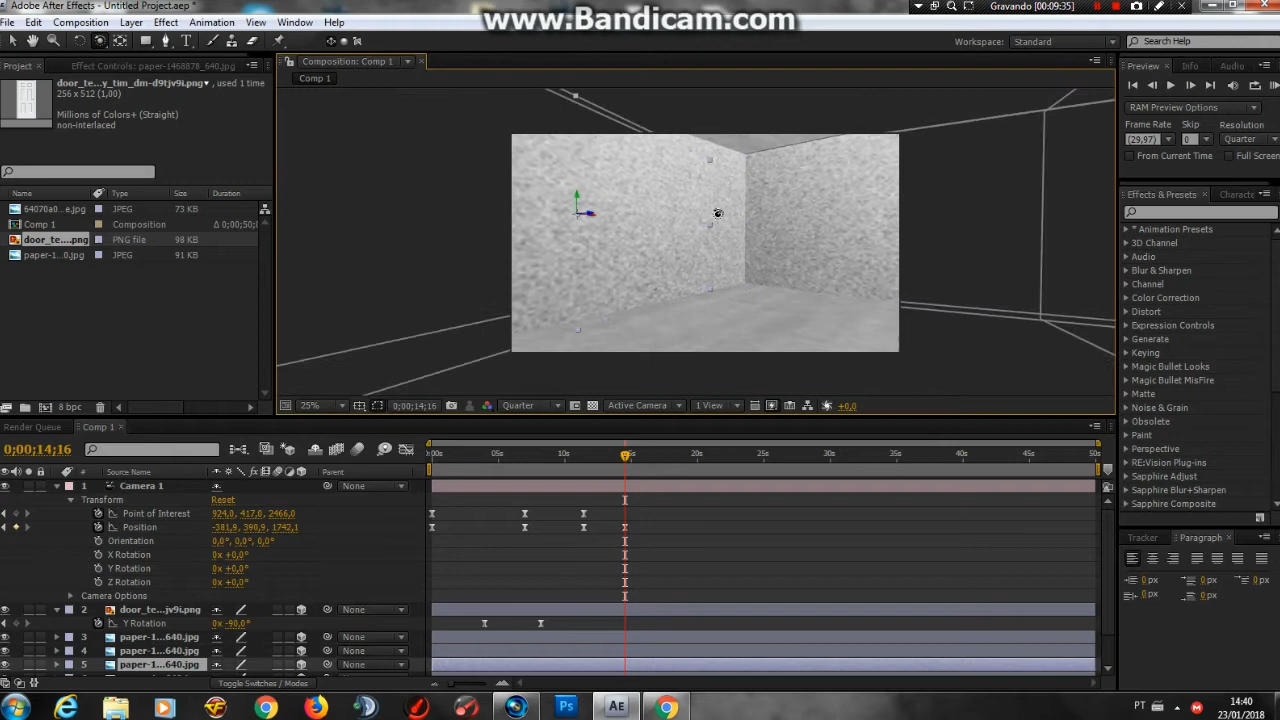 Adobe After Effects - Untitled Project.aep *
www.Bandicam.com
Gravando [00:09:35]
File Edit Composition Layer Effect Animation View Window Help
Workspace: Standard
Search Help
Project
Effect Controls: paper-1468878_640.jpg
Composition: Comp 1
Preview Info Audio
Comp 1
door_te...y_tim_dm-d9tjv9i.png, used 1 time
256 x 512 (1,00)
Millions of Colors+ (Straight)
non-interlaced
RAM Preview Options
Frame Rate Skip Resolution
(29,97) 0 Quarter
From Current Time Full Screen
Effects & Presets Characte
Name Type Size Duration
64070a0...e.jpg JPEG 73 KB
Comp 1 Composition 0;00;50;0
door_te....png PNG file 98 KB
paper-1...0.jpg JPEG 91 KB
* Animation Presets
3D Channel
Audio
Blur & Sharpen
Channel
Color Correction
Distort
Expression Controls
Generate
Keying
Magic Bullet Looks
Magic Bullet MisFire
Matte
Noise & Grain
Obsolete
Paint
Perspective
RE:Vision Plug-ins
Sapphire Adjust
Sapphire Blur+Sharpen
Sapphire Composite
8 bpc
25% 0;00;14;16 Quarter Active Camera 1 View +0,0
Render Queue Comp 1
0;00;14;16
:00s 05s 10s 5s 20s 25s 30s 35s 40s 45s 50s
# Source Name Parent
1 Camera 1 None
Transform Reset
Point of Interest 924,0, 417,0, 2466,0
Position -381,9, 390,9, 1742,1
Orientation 0,0°, 0,0°, 0,0°
X Rotation 0x +0,0°
Y Rotation 0x +0,0°
Z Rotation 0x +0,0°
Camera Options
2 door_te...jv9i.png None
Y Rotation 0x -90,0°
3 paper-1...640.jpg None
4 paper-1...640.jpg None
5 paper-1...640.jpg None
Toggle Switches / Modes
Tracker Paragraph
0 px 0 px 0 px
0 px 0 px
Ps Ae
PT
14:40
23/01/2018